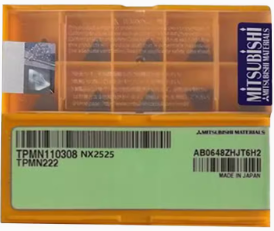 MITSUBISHI
MITSUBISHI MATERIALS
MITSUBISHI MATERIALS
TPMN110308 NX2525
TPMN222
AB0648ZHJT6H2
MADE IN JAPAN